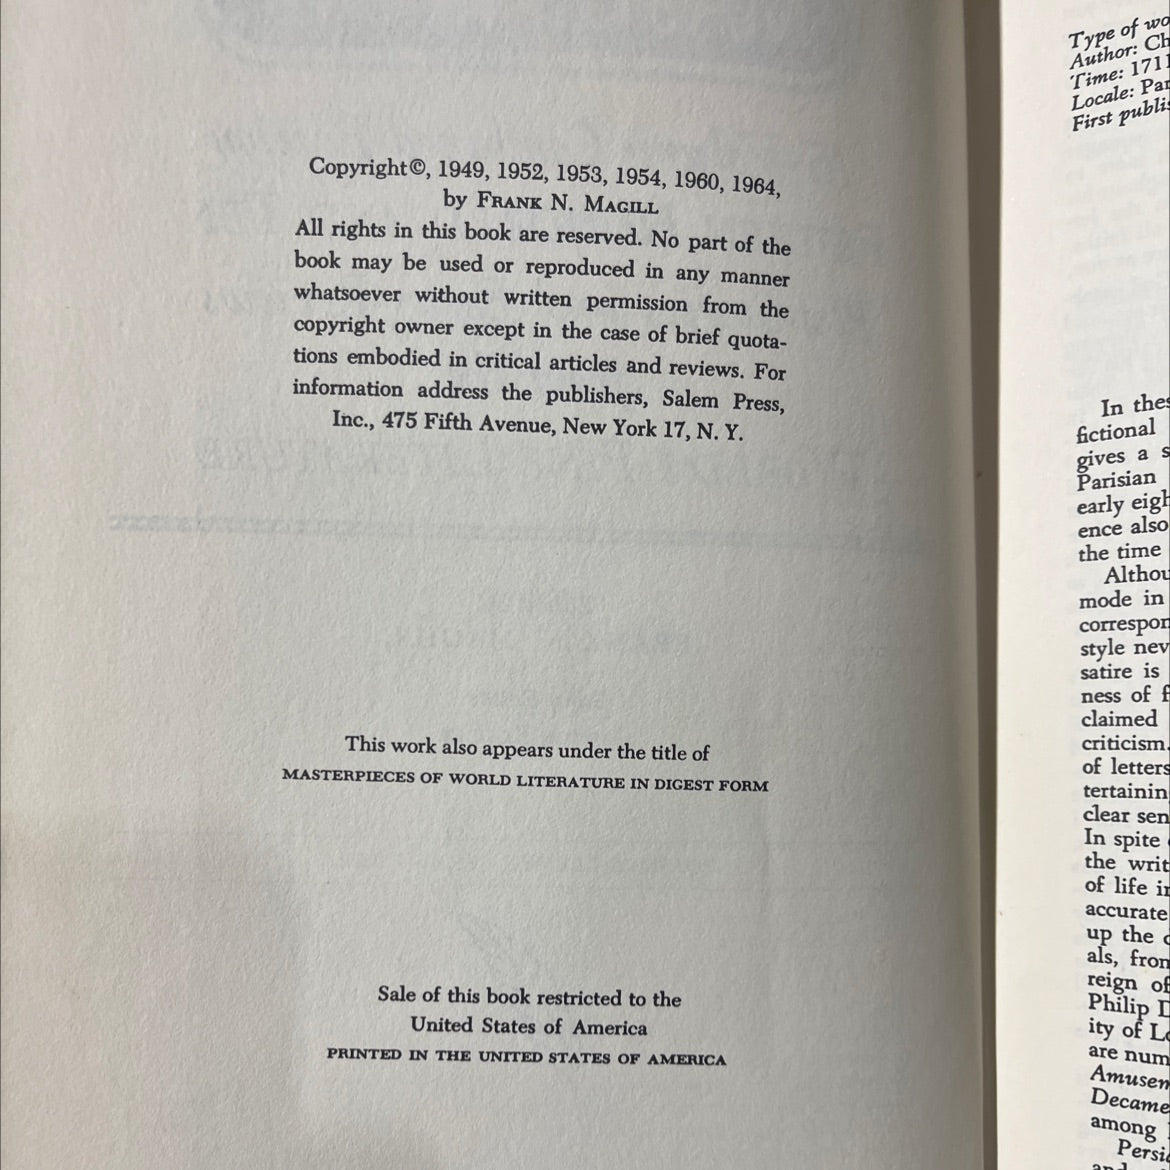 Copyright©, 1949, 1952, 1953, 1954, 1960, 1964,
by FRANK N. MAGILL
All rights in this book are reserved. No part of the
book may be used or reproduced in any manner
whatsoever without written permission from the
copyright owner except in the case of brief quota-
tions embodied in critical articles and reviews. For
information address the publishers, Salem Press,
Inc., 475 Fifth Avenue, New York 17, N. Y.
This work also appears under the title of
MASTERPIECES OF WORLD LITERATURE IN DIGEST FORM
Sale of this book restricted to the
United States of America
PRINTED IN THE UNITED STATES OF AMERICA
Type of wo
Author: Ch
Time: 1711
Locale: Par
First publis
In thes
fictional
gives a s
Parisian
early eigh
ence also
the time
Althou
mode in
correspon
style nev
satire is
ness of f
claimed
criticism.
of letters
tertainin
clear sen
In spite
the writ
of life in
accurate
up the
als, from
reign of
Philip D
ity of Lo
are num
Amusem
Decame
among
Persia